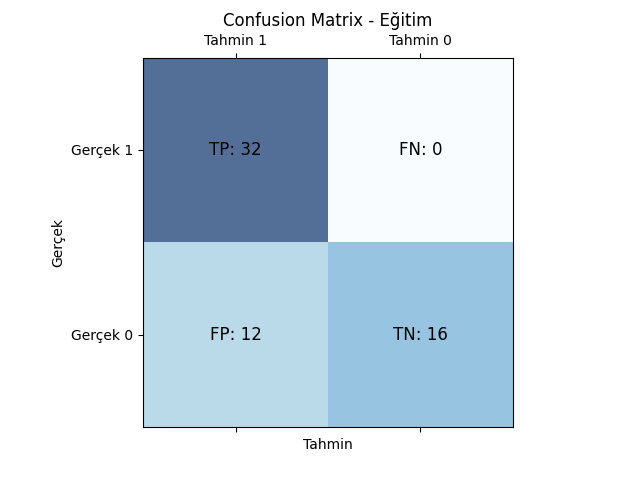 Confusion Matrix - Eğitim
Tahmin 1 Tahmin 0
Gerçek 1 TP: 32 FN: 0
Gerçek
Gerçek 0 FP: 12 TN: 16
Tahmin